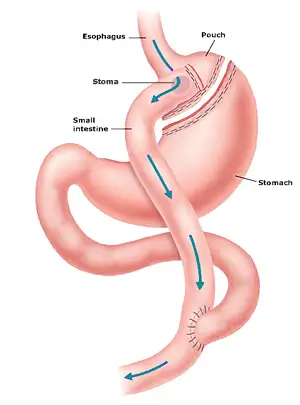 Esophagus
Pouch
Stoma
Small
intestine
Stomach